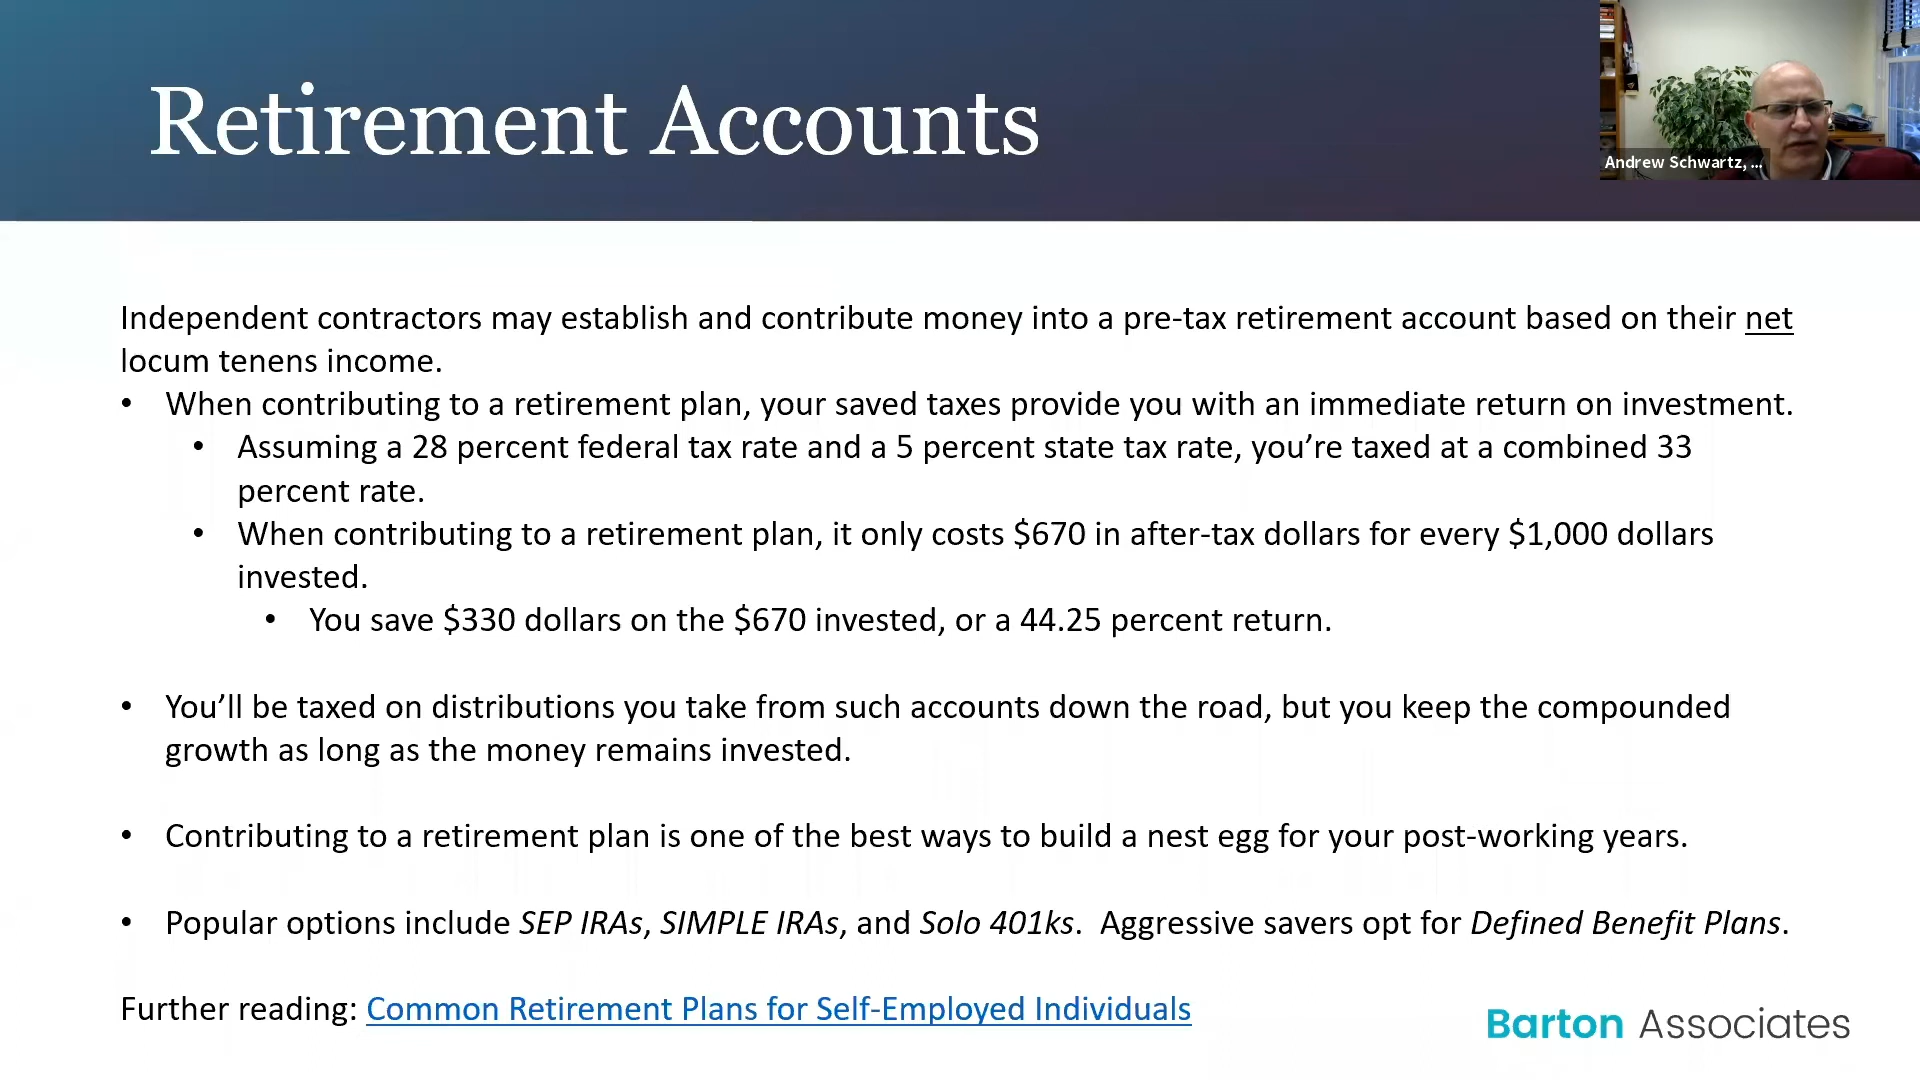 Retirement Accounts
Andrew Schwartz, ...
Independent contractors may establish and contribute money into a pre-tax retirement account based on their net
locum tenens income.
• When contributing to a retirement plan, your saved taxes provide you with an immediate return on investment.
• Assuming a 28 percent federal tax rate and a 5 percent state tax rate, you’re taxed at a combined 33
percent rate.
• When contributing to a retirement plan, it only costs $670 in after-tax dollars for every $1,000 dollars
invested.
• You save $330 dollars on the $670 invested, or a 44.25 percent return.
• You’ll be taxed on distributions you take from such accounts down the road, but you keep the compounded
growth as long as the money remains invested.
• Contributing to a retirement plan is one of the best ways to build a nest egg for your post-working years.
• Popular options include SEP IRAs, SIMPLE IRAs, and Solo 401ks.  Aggressive savers opt for Defined Benefit Plans.
Further reading: Common Retirement Plans for Self-Employed Individuals
Barton Associates